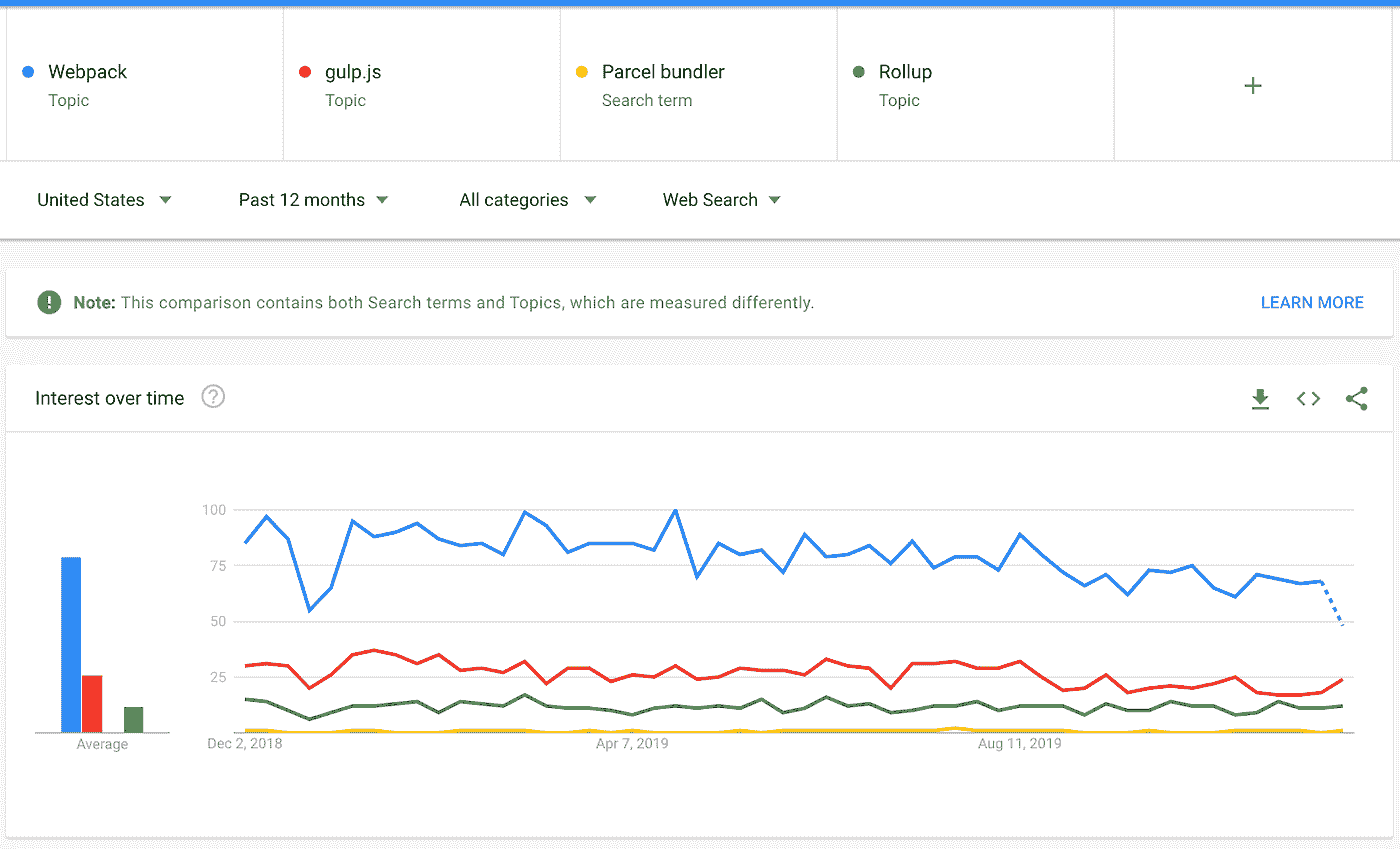 Webpack
Topic
gulp.js
Topic
Parcel bundler
Search term
Rollup
Topic
+
United States
Past 12 months
All categories
Web Search
! Note: This comparison contains both Search terms and Topics, which are measured differently.
LEARN MORE
Interest over time ?
100
75
50
25
Average
Dec 2, 2018
Apr 7, 2019
Aug 11, 2019